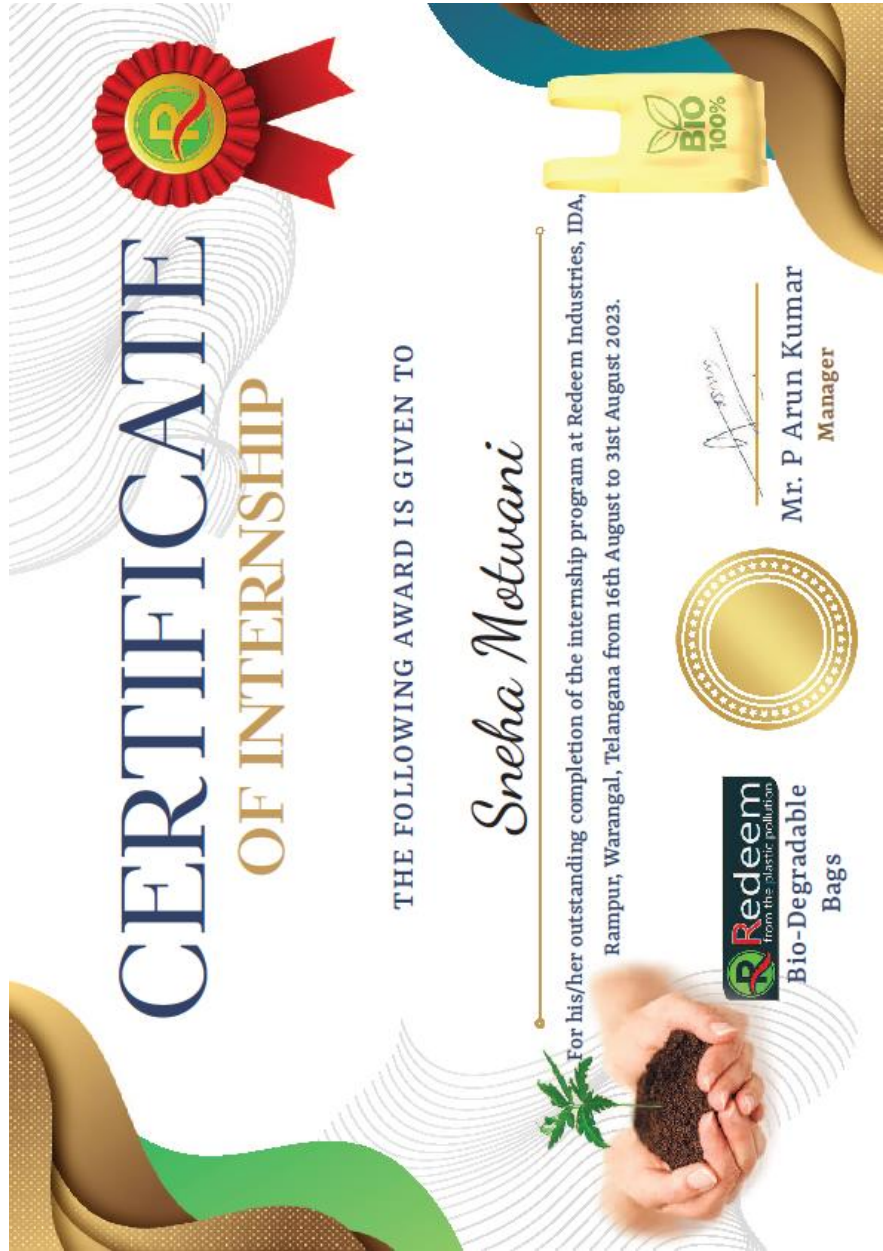 CERTIFICATE
OF INTERNSHIP
THE FOLLOWING AWARD IS GIVEN TO
Sneha Motwani
For his/her outstanding completion of the internship program at Redeem Industries, IDA,
Rampur, Warangal, Telangana from 16th August to 31st August 2023.
R
BIO
100%
R Redeem
from the plastic pollution
Bio-Degradable
Bags
Mr. P Arun Kumar
Manager